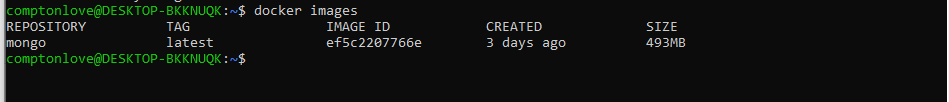 comptonlove@DESKTOP-BKKNUQK:~$ docker images
REPOSITORY TAG IMAGE ID CREATED SIZE
mongo latest ef5c2207766e 3 days ago 493MB
comptonlove@DESKTOP-BKKNUQK:~$